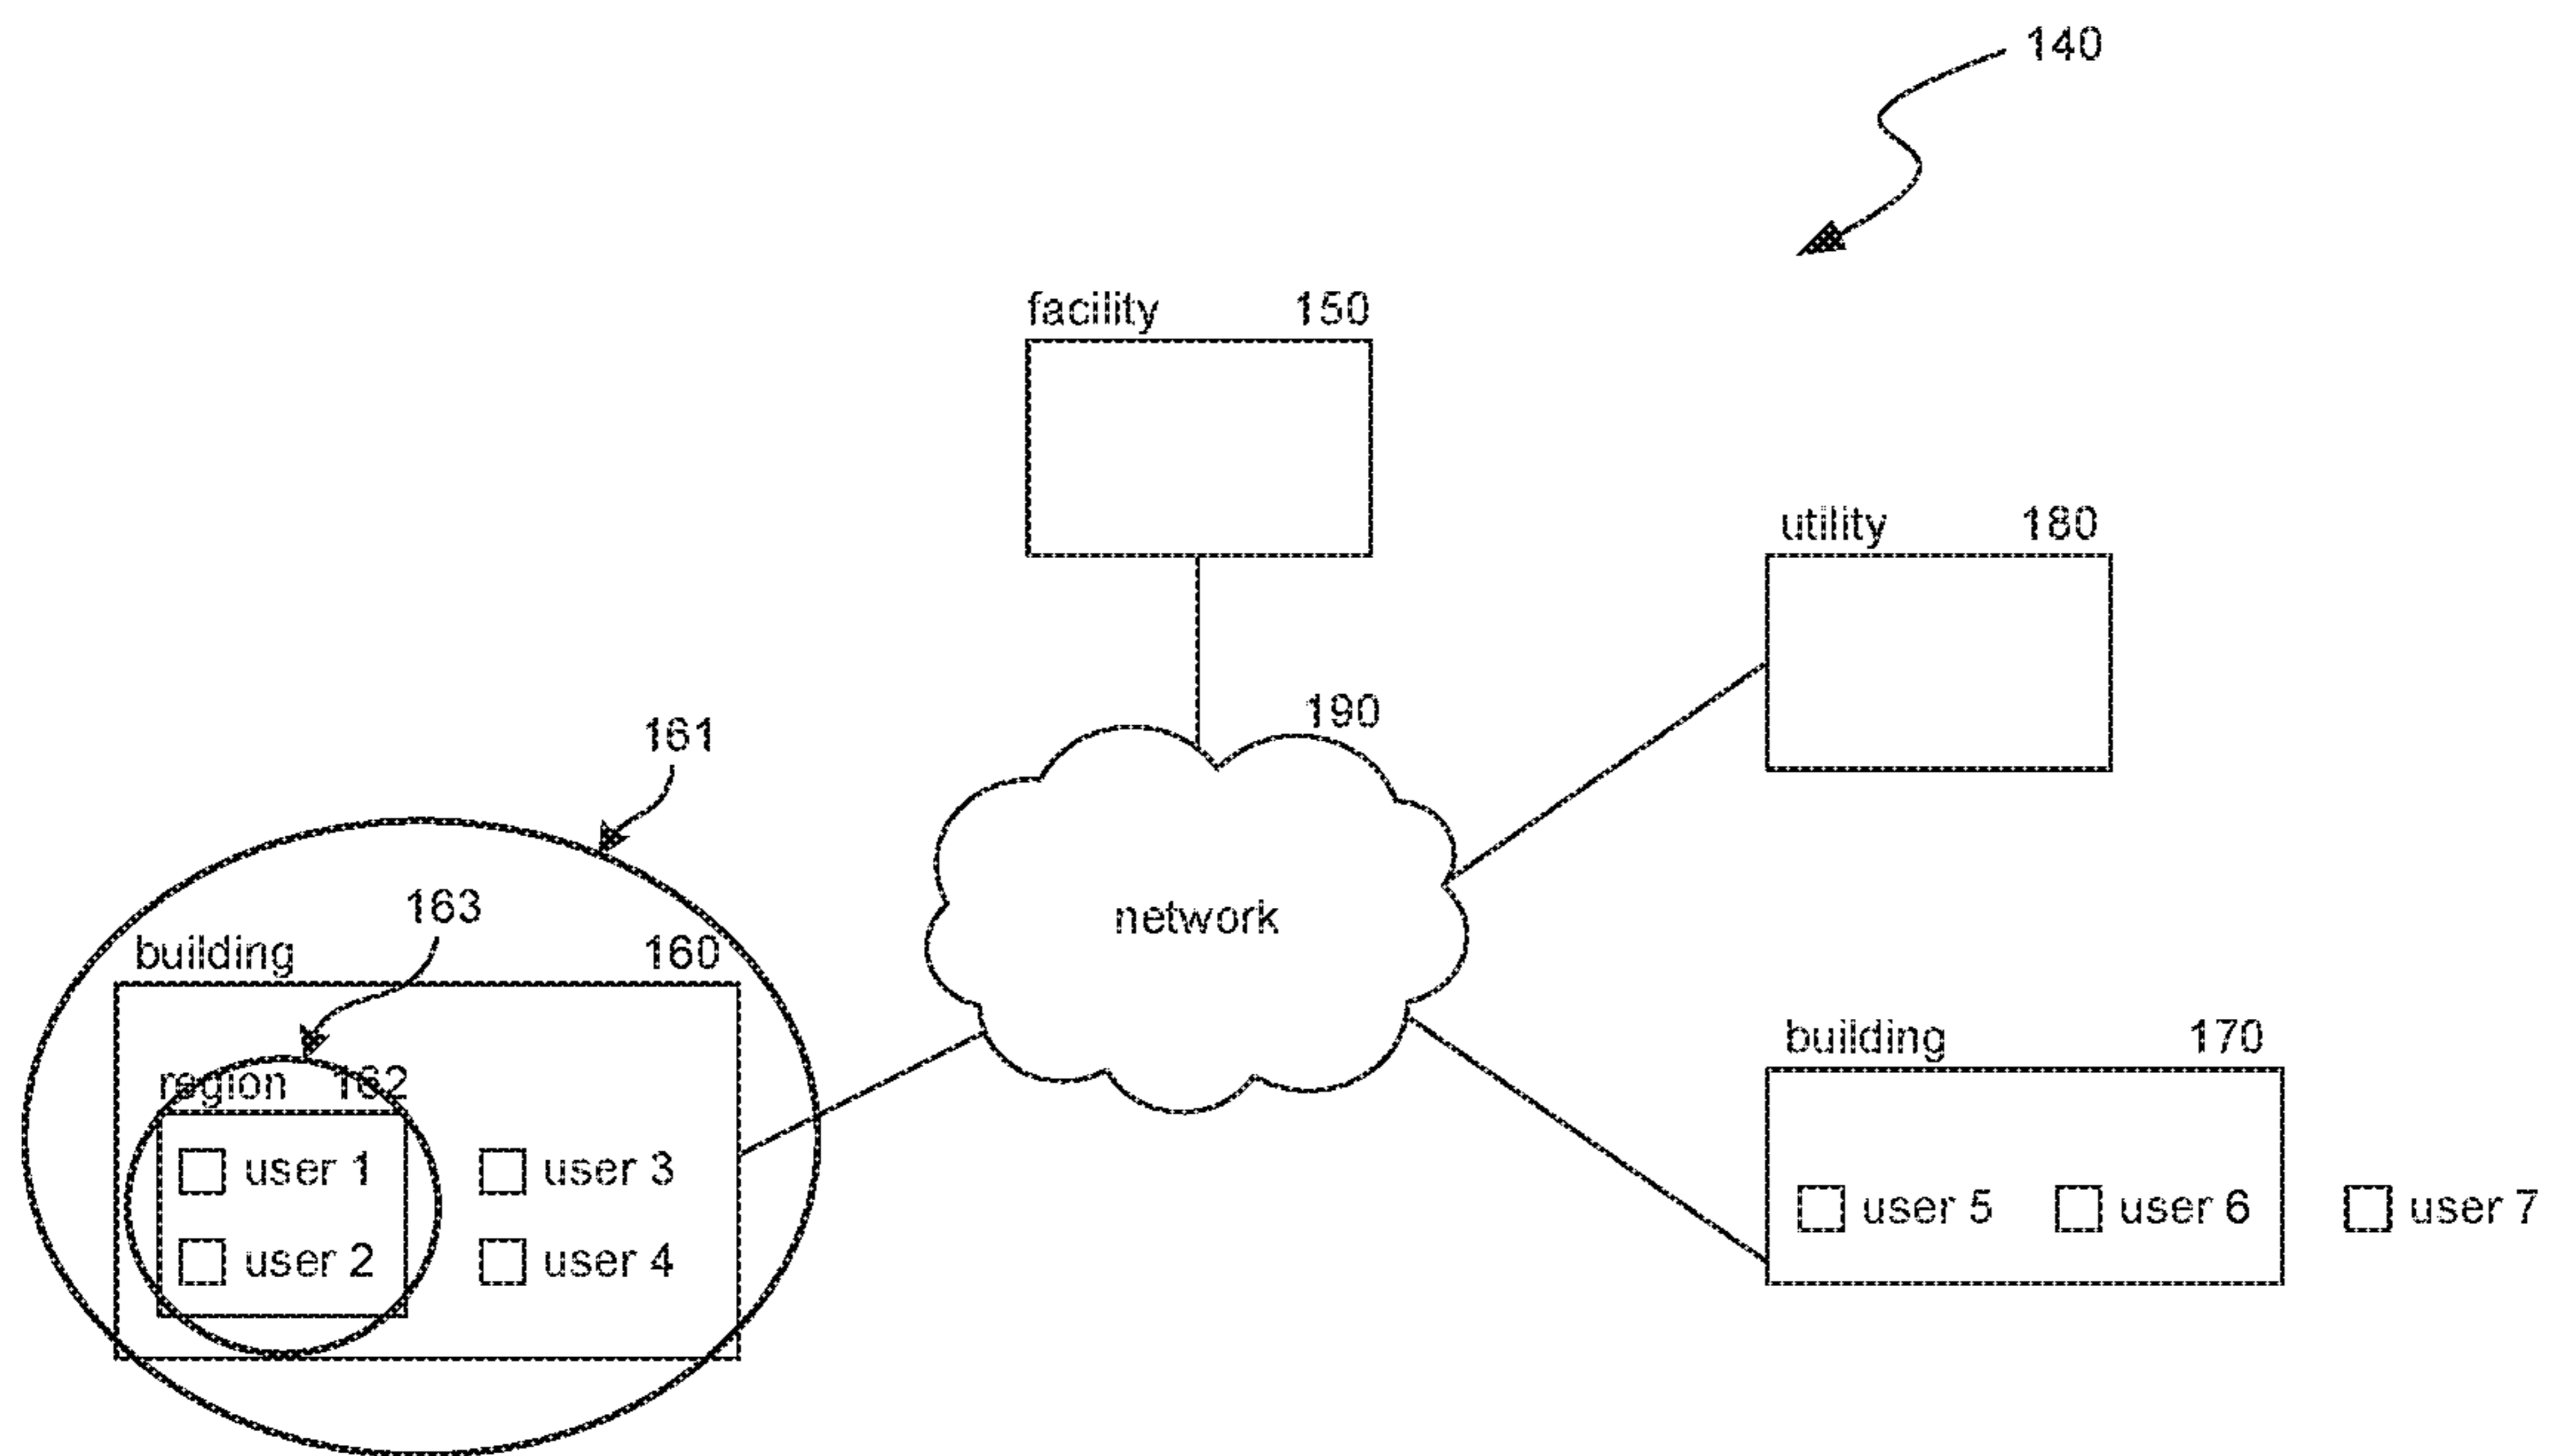 140
facility 150
utility 180
190
161
network
163
building 160
region 162
user 1 user 3
user 2 user 4
building 170
user 5 user 6 user 7